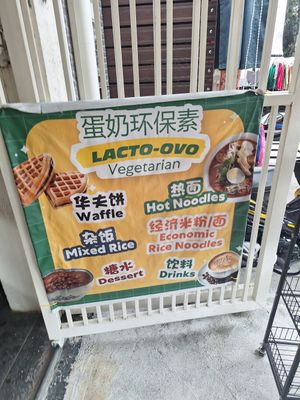 蛋奶环保素
LACTO-OVO
Vegetarian
华夫饼
Waffle
热面
Hot Noodles
杂饭
Mixed Rice
经济米粉/面
Economic
Rice Noodles
糖水
Dessert
饮料
Drinks